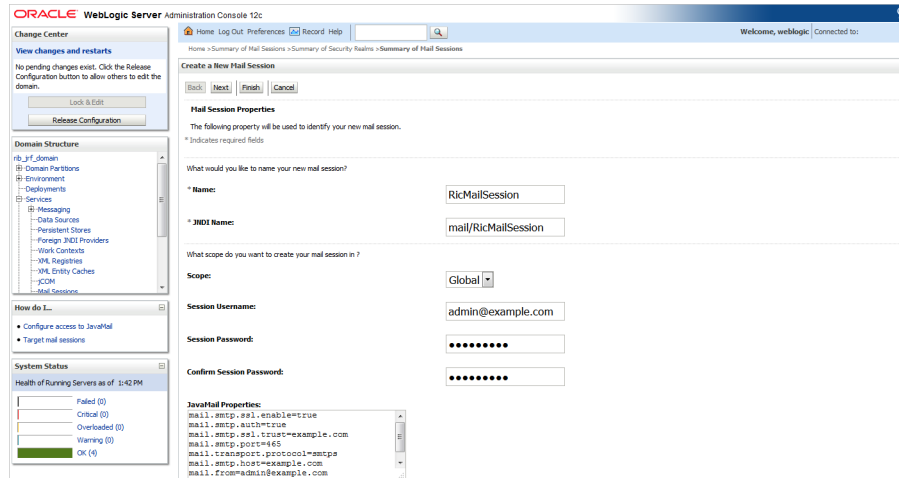 ORACLE WebLogic Server Administration Console 12c
Change Center
View changes and restarts
No pending changes exist. Click the Release
Configuration button to allow others to edit the
domain.
Lock & Edit
Release Configuration
Domain Structure
rib_jrf_domain
Domain Partitions
Environment
Deployments
Services
Messaging
Data Sources
Persistent Stores
Foreign JNDI Providers
Work Contexts
XML Registries
XML Entity Caches
jCOM
Mail Sessions
How do I...
Configure access to JavaMail
Target mail sessions
System Status
Health of Running Servers as of 1:42 PM
Failed (0)
Critical (0)
Overloaded (0)
Warning (0)
OK (4)
Home Log Out Preferences Record Help
Welcome, weblogic Connected to:
Home >Summary of Mail Sessions >Summary of Security Realms >Summary of Mail Sessions
Create a New Mail Session
Back Next Finish Cancel
Mail Session Properties
The following property will be used to identify your new mail session.
* Indicates required fields
What would you like to name your new mail session?
* Name: RicMailSession
* JNDI Name: mail/RicMailSession
What scope do you want to create your mail session in ?
Scope: Global
Session Username: admin@example.com
Session Password: ●●●●●●●●●
Confirm Session Password: ●●●●●●●●●
JavaMail Properties:
mail.smtp.ssl.enable=true
mail.smtp.auth=true
mail.smtp.ssl.trust=example.com
mail.smtp.port=465
mail.transport.protocol=smtps
mail.smtp.host=example.com
mail.from=admin@example.com